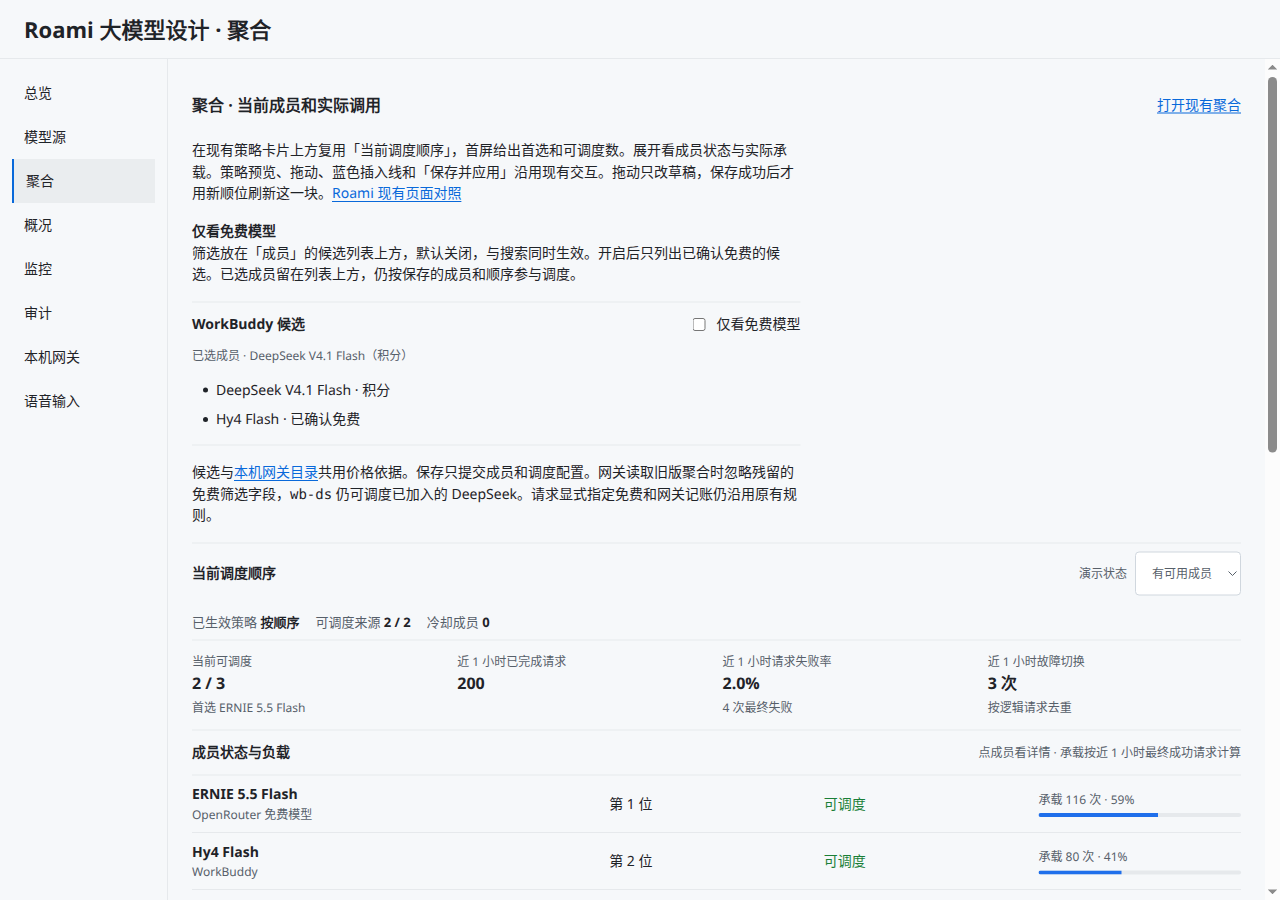 Roami 大模型设计 · 聚合
总览
模型源
聚合
概况
监控
审计
本机网关
语音输入
聚合 · 当前成员和实际调用
打开现有聚合
在现有策略卡片上方复用「当前调度顺序」，首屏给出首选和可调度数。展开看成员状态与实际承
载。策略预览、拖动、蓝色插入线和「保存并应用」沿用现有交互。拖动只改草稿，保存成功后才
用新顺位刷新这一块。Roami 现有页面对照
仅看免费模型
筛选放在「成员」的候选列表上方，默认关闭，与搜索同时生效。开启后只列出已确认免费的候
选。已选成员留在列表上方，仍按保存的成员和顺序参与调度。
WorkBuddy 候选
仅看免费模型
已选成员 · DeepSeek V4.1 Flash（积分）
• DeepSeek V4.1 Flash · 积分
• Hy4 Flash · 已确认免费
候选与本机网关目录共用价格依据。保存只提交成员和调度配置。网关读取旧版聚合时忽略残留的
免费筛选字段，wb-ds 仍可调度已加入的 DeepSeek。请求显式指定免费和网关记账仍沿用原有规
则。
当前调度顺序
演示状态
有可用成员
已生效策略 按顺序 可调度来源 2 / 2 冷却成员 0
当前可调度
2 / 3
首选 ERNIE 5.5 Flash
近 1 小时已完成请求
200
近 1 小时请求失败率
2.0%
4 次最终失败
近 1 小时故障切换
3 次
按逻辑请求去重
成员状态与负载
点成员看详情 · 承载按近 1 小时最终成功请求计算
ERNIE 5.5 Flash
OpenRouter 免费模型
第 1 位
可调度
承载 116 次 · 59%
Hy4 Flash
WorkBuddy
第 2 位
可调度
承载 80 次 · 41%